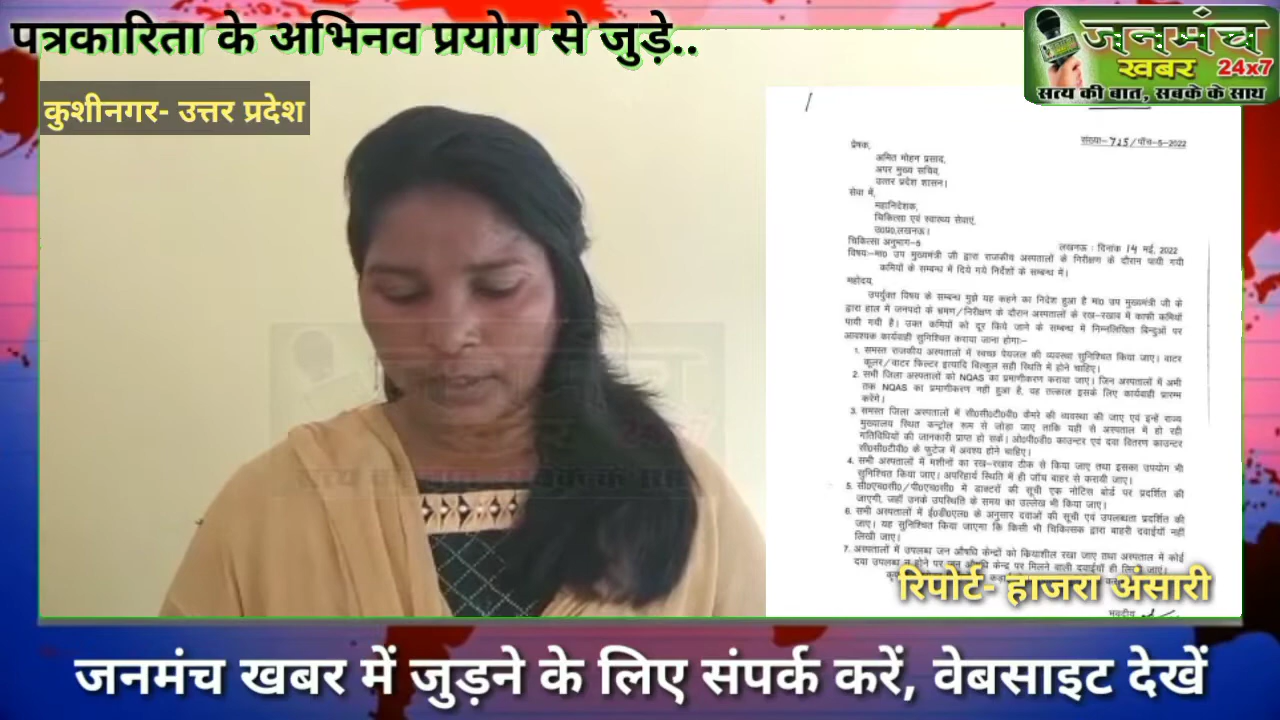 पत्रकारिता के अभिनव प्रयोग से जुड़े..
जनमंच
खबर 24x7
सत्य की बात, सबके के साथ
कुशीनगर- उत्तर प्रदेश
संख्या-715/पॉच-5-2022
प्रेषक,
अमित मोहन प्रसाद,
अपर मुख्य सचिव,
उत्तर प्रदेश शासन।
सेवा में,
महानिदेशक,
चिकित्सा एवं स्वास्थ्य सेवाएं,
उ0प्र0,लखनऊ।
चिकित्सा अनुभाग-5
लखनऊ : दिनांक 14 मई, 2022
विषय:-मा0 उप मुख्यमंत्री जी द्वारा राजकीय अस्पतालों के निरीक्षण के दौरान पायी गयी
कमियों के सम्बन्ध में दिये गये निर्देशों के सम्बन्ध में।
महोदय,
उपर्युक्त विषय के सम्बन्ध मुझे यह कहने का निदेश हुआ है मा0 उप मुख्यमंत्री जी के
द्वारा हाल में जनपदों के भ्रमण/निरीक्षण के दौरान अस्पतालों के रख-रखाव में काफी कमियाँ
पायी गयी है। उक्त कमियों को दूर किये जाने के सम्बन्ध में निम्नलिखित बिन्दुओं पर
आवश्यक कार्यवाही सुनिश्चित कराया जाना होगाः-
1. समस्त राजकीय अस्पतालों में स्वच्छ पेयजल की व्यवस्था सुनिश्चित किया जाए। वाटर
कूलर/वाटर फिल्टर इत्यादि बिल्कुल सही स्थिति में होने चाहिए।
2. सभी जिला अस्पतालों को NQAS का प्रमाणीकरण कराया जाए। जिन अस्पतालों में अभी
तक NQAS का प्रमाणीकरण नही हुआ है, वह तत्काल इसके लिए कार्यवाही प्रारम्भ
करेंगे।
3. समस्त जिला अस्पतालों में सी0सी0टी0वी0 कैमरे की व्यवस्था की जाए एवं इन्हें राज्य
मुख्यालय स्थित कन्ट्रोल रूम से जोड़ा जाए ताकि यही से अस्पताल में हो रही
गतिविधियों की जानकारी प्राप्त हो सकें। ओ0पी0डी0 काउन्टर एवं दवा वितरण काउन्टर
सी0सी0टीवी0 के फुटेज में अवश्य होने चाहिए।
4. सभी अस्पतालों में मशीनों का रख-रखाव ठीक से किया जाए तथा इसका उपयोग भी
सुनिश्चित किया जाए। अपरिहार्य स्थिति में ही जाँच बाहर से करायी जाए।
5. सी0एच0सी0/पी0एच0सी0 में डाक्टरों की सूची एक नोटिस बोर्ड पर प्रदर्शित की
जाएगी, जहाँ उनके उपस्थिति के समय का उल्लेख भी किया जाए।
6. सभी अस्पतालों में ई0डी0एल0 के अनुसार दवाओं की सूची एवं उपलब्धता प्रदर्शित की
जाए। यह सुनिश्चित किया जाएगा कि किसी भी चिकित्सक द्वारा बाहरी दवाईयाँ नहीं
लिखी जाए।
7. अस्पतालों में उपलब्ध जन औषधि केन्द्रों को क्रियाशील रखा जाए तथा अस्पताल में कोई
दवा उपलब्ध न होने पर जन औषधि केन्द्र पर मिलने वाली दवाईयाँ ही लिखी जाए।
रिपोर्ट- हाजरा अंसारी
भवदीय
जनमंच खबर में जुड़ने के लिए संपर्क करें, वेबसाइट देखें